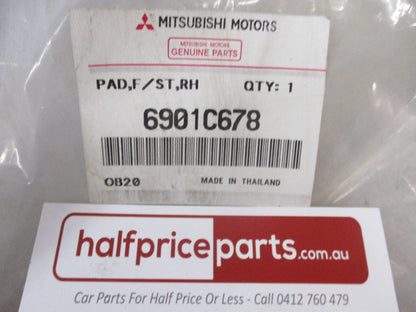 MITSUBISHI MOTORS
MITSUBISHI MOTORS
GENUINE PARTS
PAD,F/ST,RH QTY: 1
6901C678
OB20 MADE IN THAILAND
halfpriceparts.com.au
Car Parts For Half Price Or Less - Call 0412 760 479